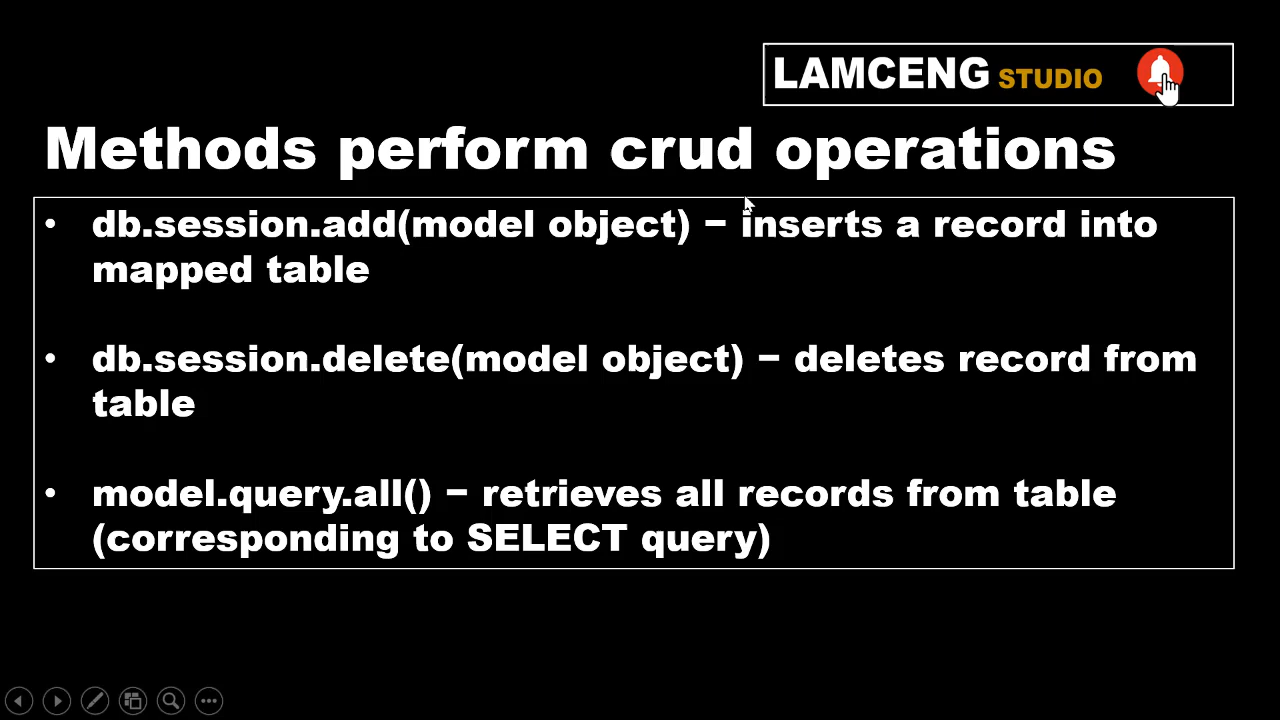 LAMCENG STUDIO
Methods perform crud operations
• db.session.add(model object) − inserts a record into
mapped table
• db.session.delete(model object) − deletes record from
table
• model.query.all() − retrieves all records from table
(corresponding to SELECT query)